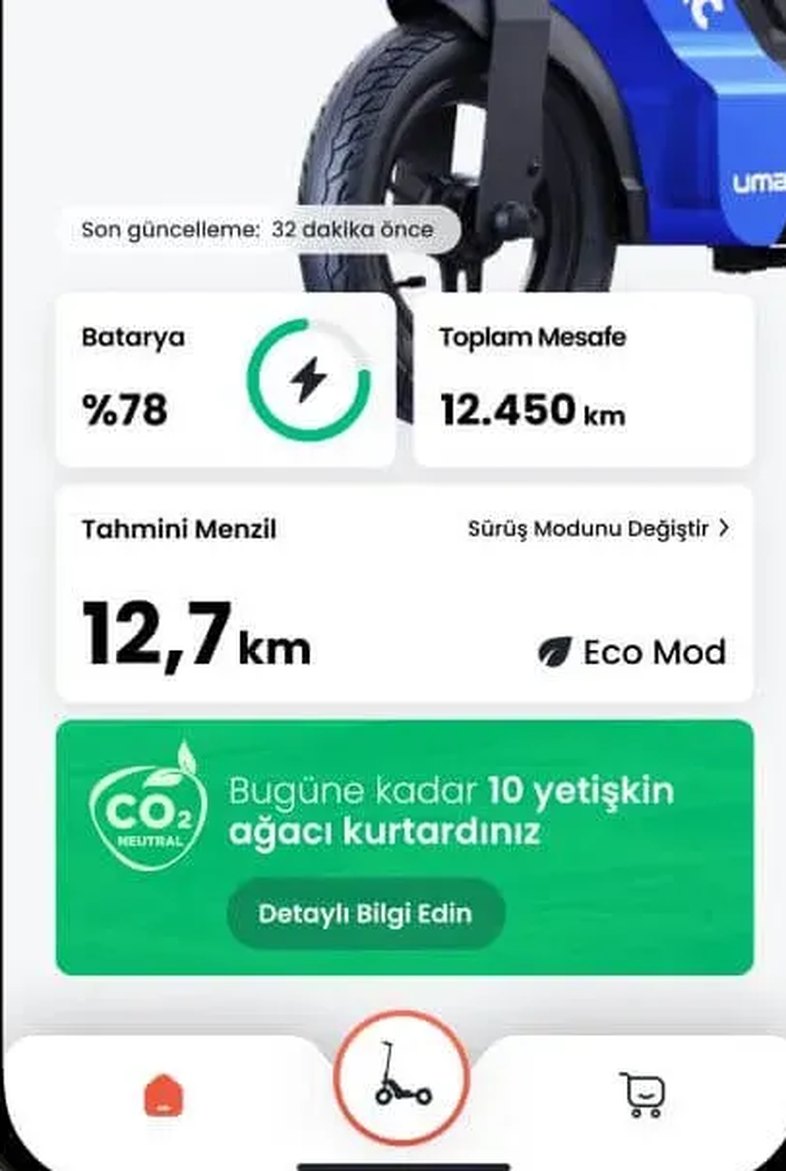 Son güncelleme: 32 dakika önce
Batarya
%78
Toplam Mesafe
12.450 km
Tahmini Menzil
Sürüş Modunu Değiştir >
12,7 km
Eco Mod
CO₂
NEUTRAL
Bugüne kadar 10 yetişkin
ağacı kurtardınız
Detaylı Bilgi Edin